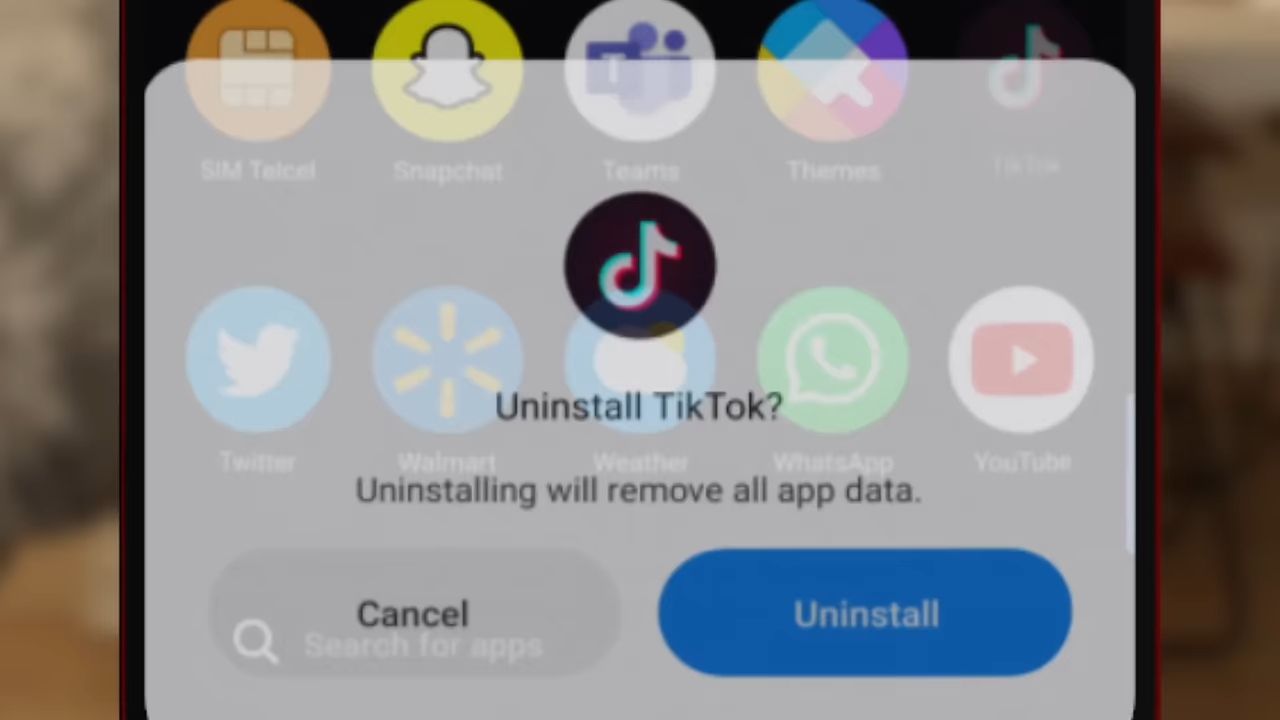 SIM Telcel
Snapchat
Teams
Themes
TikTok
Uninstall TikTok?
Twitter
Walmart
Weather
WhatsApp
YouTube
Uninstalling will remove all app data.
Cancel
Uninstall
Search for apps